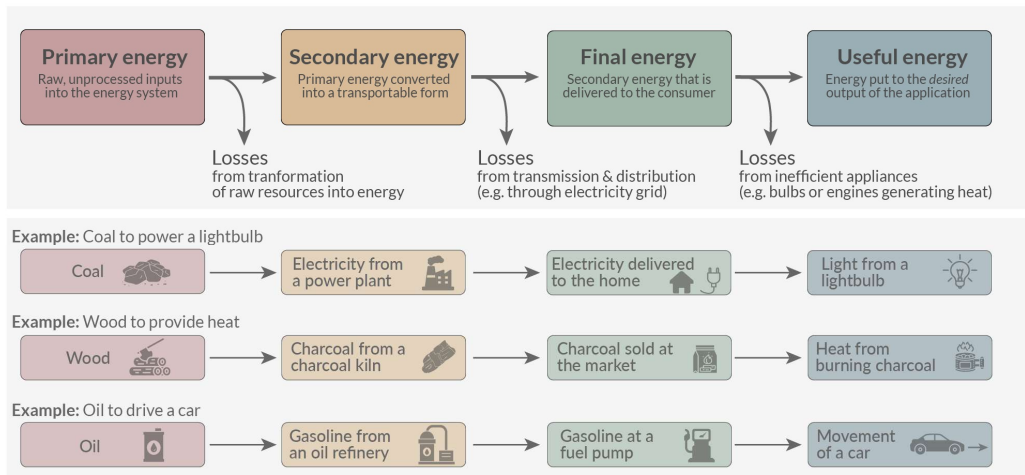 Primary energy
Raw, unprocessed inputs
into the energy system
Secondary energy
Primary energy converted
into a transportable form
Final energy
Secondary energy that is
delivered to the consumer
Useful energy
Energy put to the desired
output of the application
Losses
from tranformation
of raw resources into energy
Losses
from transmission & distribution
(e.g. through electricity grid)
Losses
from inefficient appliances
(e.g. bulbs or engines generating heat)
Example: Coal to power a lightbulb
Coal
Electricity from
a power plant
Electricity delivered
to the home
Light from a
lightbulb
Example: Wood to provide heat
Wood
Charcoal from a
charcoal kiln
Charcoal sold at
the market
Heat from
burning charcoal
Example: Oil to drive a car
Oil
Gasoline from
an oil refinery
Gasoline at a
fuel pump
Movement
of a car